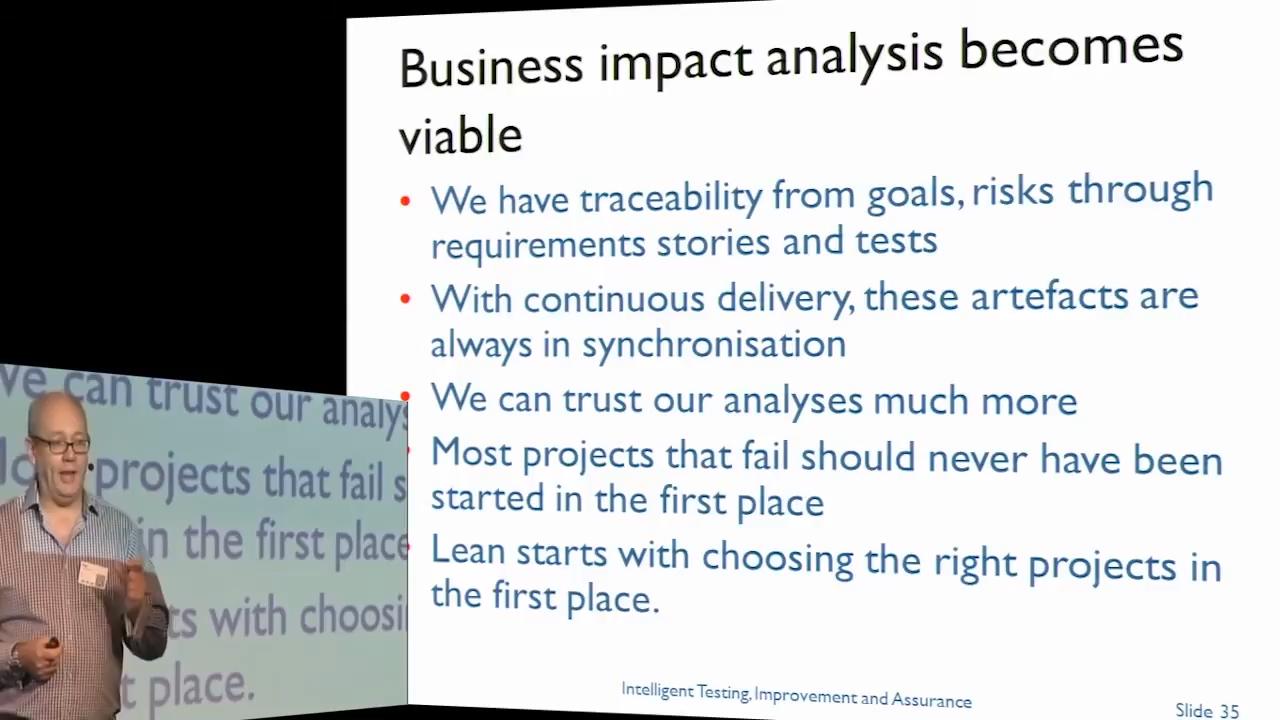 Business impact analysis becomes
viable
• We have traceability from goals, risks through
requirements stories and tests
• With continuous delivery, these artefacts are
always in synchronisation
• We can trust our analyses much more
Most projects that fail should never have been
started in the first place
Lean starts with choosing the right projects in
the first place.
Intelligent Testing, Improvement and Assurance
Slide 35
We can trust our analys
projects that fail s
in the first place
ts with choosi
t place.